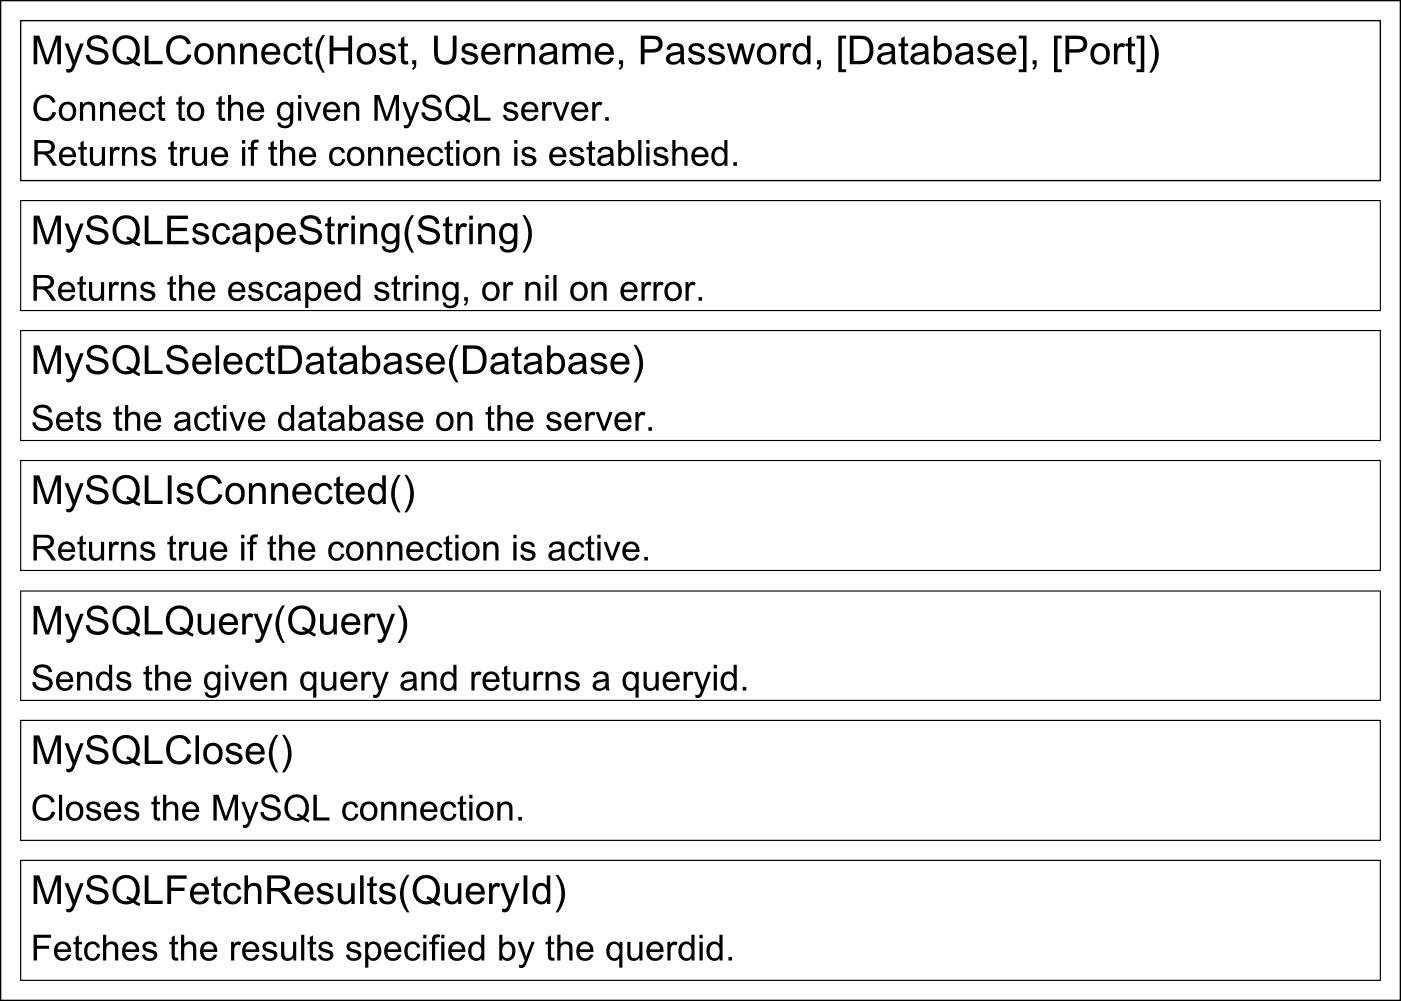 MySQLConnect(Host, Username, Password, [Database], [Port])
Connect to the given MySQL server.
Returns true if the connection is established.
MySQLEscapeString(String)
Returns the escaped string, or nil on error.
MySQLSelectDatabase(Database)
Sets the active database on the server.
MySQLIsConnected()
Returns true if the connection is active.
MySQLQuery(Query)
Sends the given query and returns a queryid.
MySQLClose()
Closes the MySQL connection.
MySQLFetchResults(QueryId)
Fetches the results specified by the querdid.